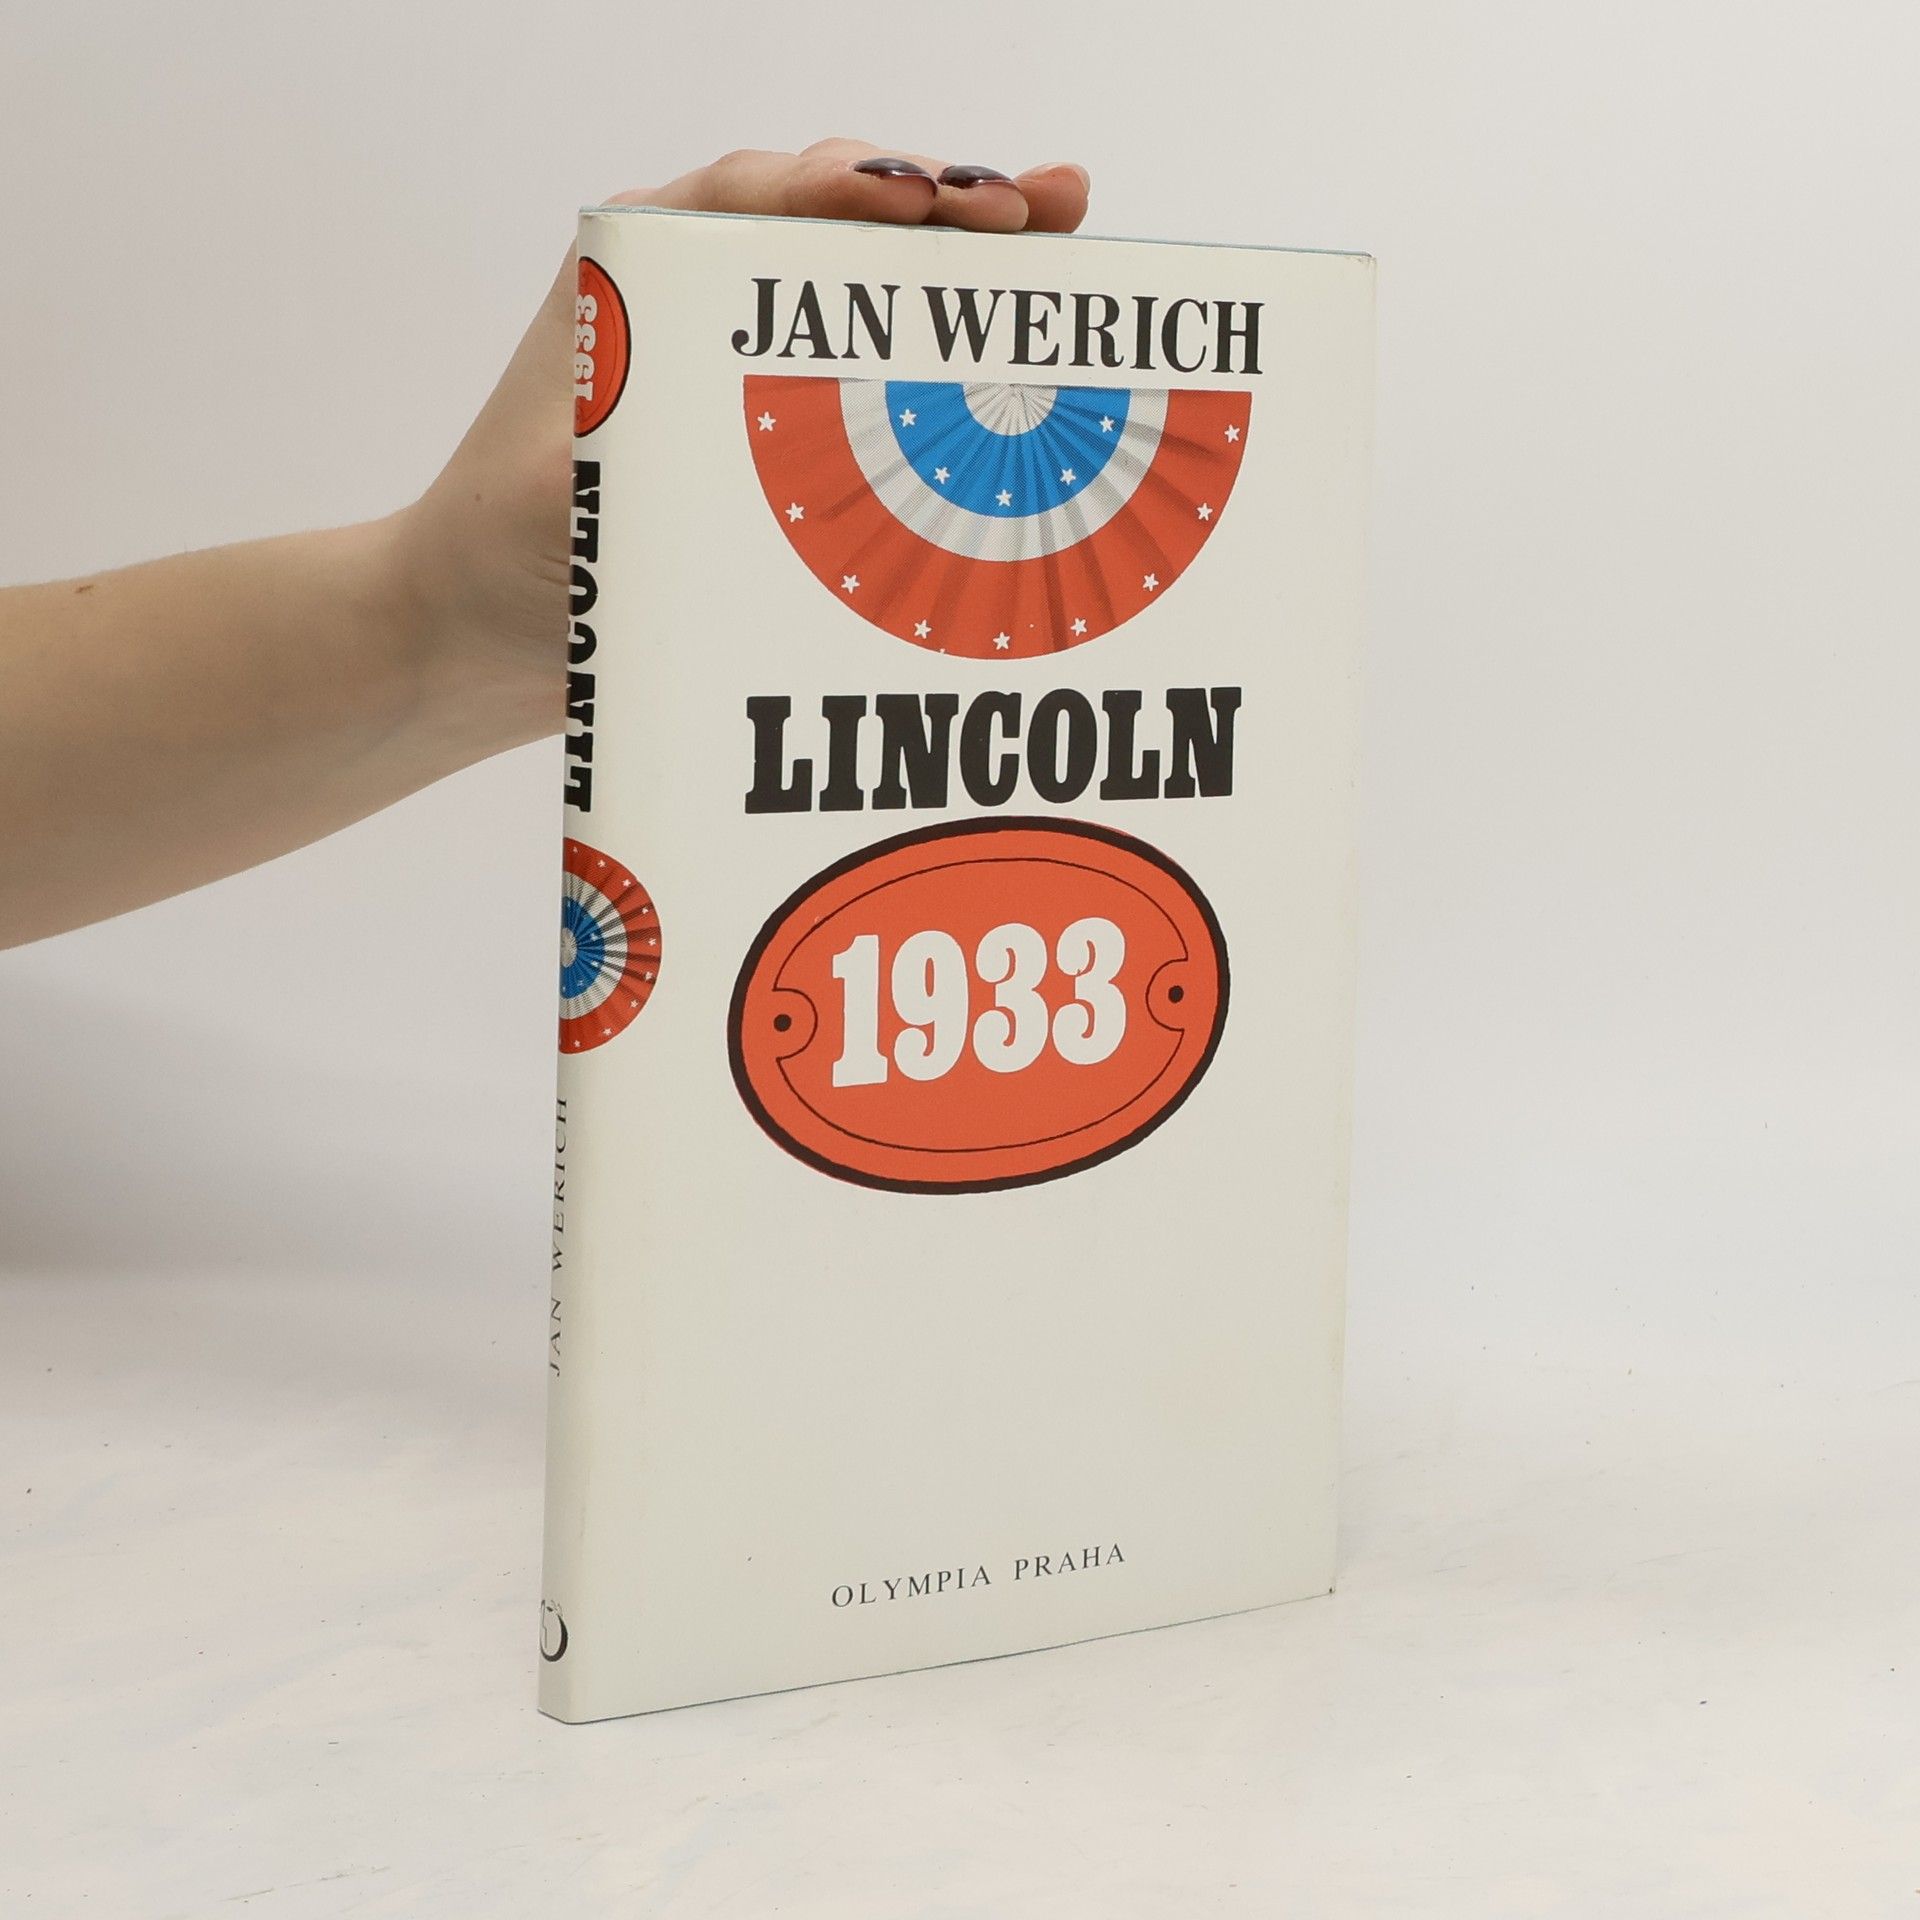 JAN WERICH
LINCOLN
1933
OLYMPIA PRAHA
JAN WERICH
LINCOLN
1933